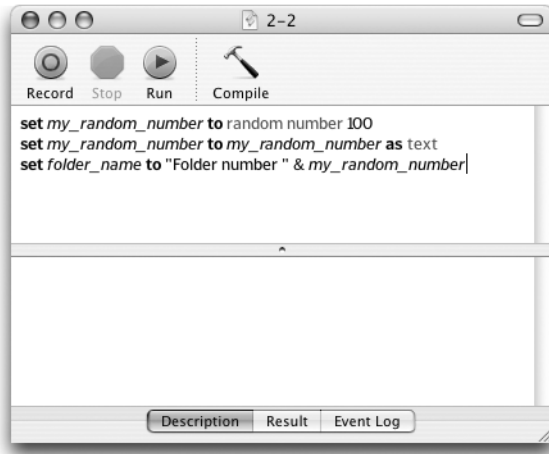 2-2
Record Stop Run Compile
set my_random_number to random number 100
set my_random_number to my_random_number as text
set folder_name to "Folder number " & my_random_number
Description Result Event Log